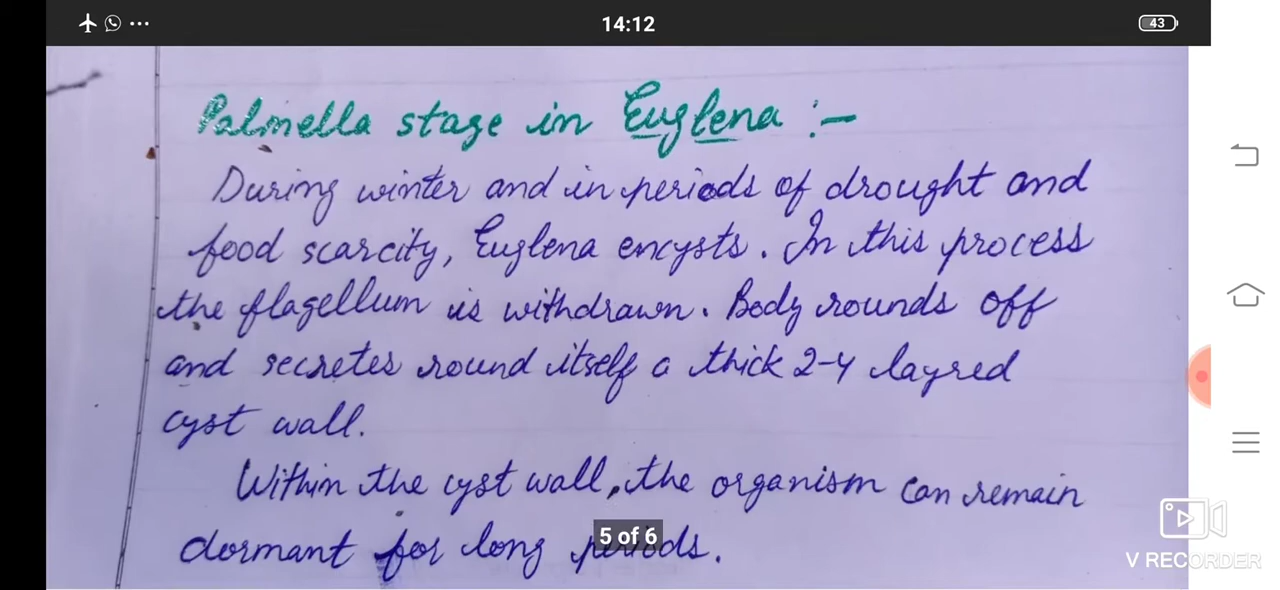 14:12
43
Palmella stage in Euglena :-
During winter and in periods of drought and
food scarcity, Euglena encysts. In this process
the flagellum is withdrawn. Body rounds off
and secretes round itself a thick 2-4 layred
cyst wall.
Within the cyst wall, the organism can remain
dormant for long periods.
5 of 6
V RECORDER